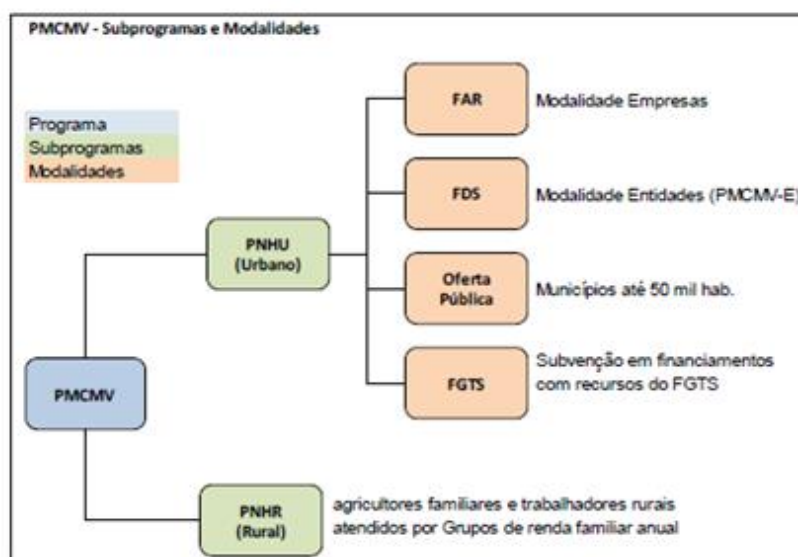 PMCMV - Subprogramas e Modalidades
Programa
Subprogramas
Modalidades
FAR
Modalidade Empresas
FDS
Modalidade Entidades (PMCMV-E)
PNHU
(Urbano)
Oferta
Pública
Municípios até 50 mil hab.
FGTS
Subvenção em financiamentos
com recursos do FGTS
PMCMV
PNHR
(Rural)
agricultores familiares e trabalhadores rurais
atendidos por Grupos de renda familiar anual